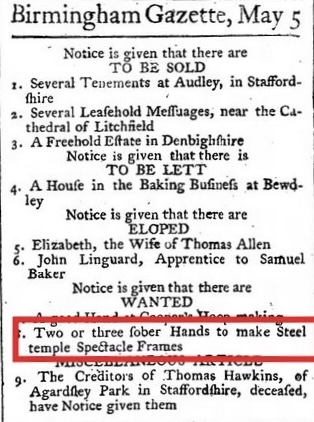 Birmingham Gazette, May 5
Notice is given that there are
TO BE SOLD
1. Several Tenements at Audley, in Stafford-
ſhire
2. Several Leaſehold Meſſuages, near the Ca-
thedral of Litchfield
3. A Freehold Eſtate in Denbighſhire
Notice is given that there is
TO BE LETT
4. A Houſe in the Baking Buſineſs at Bewd-
ley
Notice is given that there are
ELOPED
5. Elizabeth, the Wife of Thomas Allen
6. John Linguard, Apprentice to Samuel
Baker
Notice is given that there are
WANTED
A good Hand at Cooper's Hoop making
Two or three ſober Hands to make Steel
temple Spectacle Frames
MISCELLANEOUS ARTICLE
9. The Creditors of Thomas Hawkins, of
Agardſley Park in Staffordſhire, deceaſed,
have Notice given them